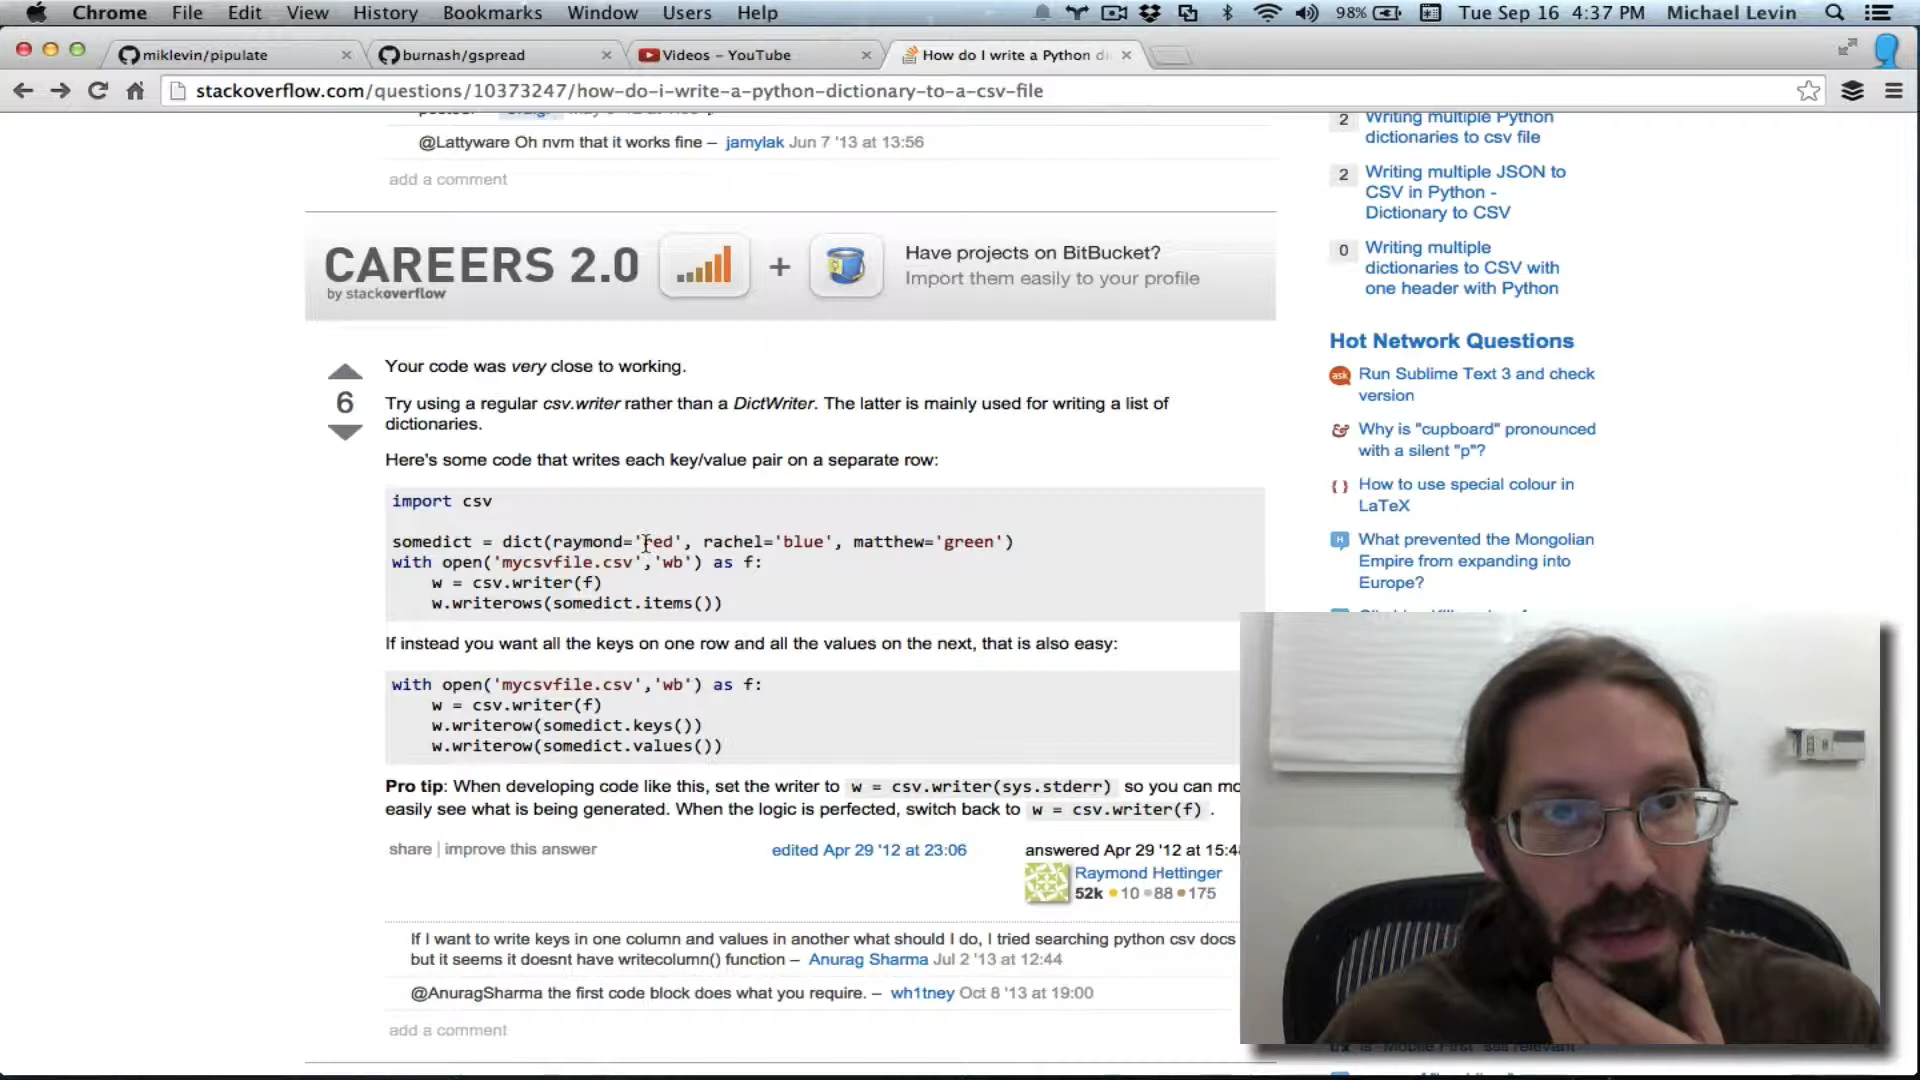 Chrome File Edit View History Bookmarks Window Users Help 98% Tue Sep 16 4:37 PM Michael Levin
miklevin/pipulate burnash/gspread Videos - YouTube How do I write a Python di
stackoverflow.com/questions/10373247/how-do-i-write-a-python-dictionary-to-a-csv-file
@Lattyware Oh nvm that it works fine – jamylak Jun 7 '13 at 13:56
add a comment
CAREERS 2.0
by stackoverflow
+
Have projects on BitBucket?
Import them easily to your profile
6
Your code was very close to working.
Try using a regular csv.writer rather than a DictWriter. The latter is mainly used for writing a list of
dictionaries.
Here's some code that writes each key/value pair on a separate row:
import csv
somedict = dict(raymond='red', rachel='blue', matthew='green')
with open('mycsvfile.csv','wb') as f:
w = csv.writer(f)
w.writerows(somedict.items())
If instead you want all the keys on one row and all the values on the next, that is also easy:
with open('mycsvfile.csv','wb') as f:
w = csv.writer(f)
w.writerow(somedict.keys())
w.writerow(somedict.values())
Pro tip: When developing code like this, set the writer to w = csv.writer(sys.stderr) so you can mo
easily see what is being generated. When the logic is perfected, switch back to w = csv.writer(f) .
share | improve this answer
edited Apr 29 '12 at 23:06
answered Apr 29 '12 at 15:4
Raymond Hettinger
52k 10 88 175
If I want to write keys in one column and values in another what should I do, I tried searching python csv docs
but it seems it doesnt have writecolumn() function – Anurag Sharma Jul 2 '13 at 12:44
@AnuragSharma the first code block does what you require. – wh1tney Oct 8 '13 at 19:00
add a comment
2 Writing multiple Python
dictionaries to csv file
2 Writing multiple JSON to
CSV in Python -
Dictionary to CSV
0 Writing multiple
dictionaries to CSV with
one header with Python
Hot Network Questions
ask Run Sublime Text 3 and check
version
Why is "cupboard" pronounced
with a silent "p"?
How to use special colour in
LaTeX
What prevented the Mongolian
Empire from expanding into
Europe?